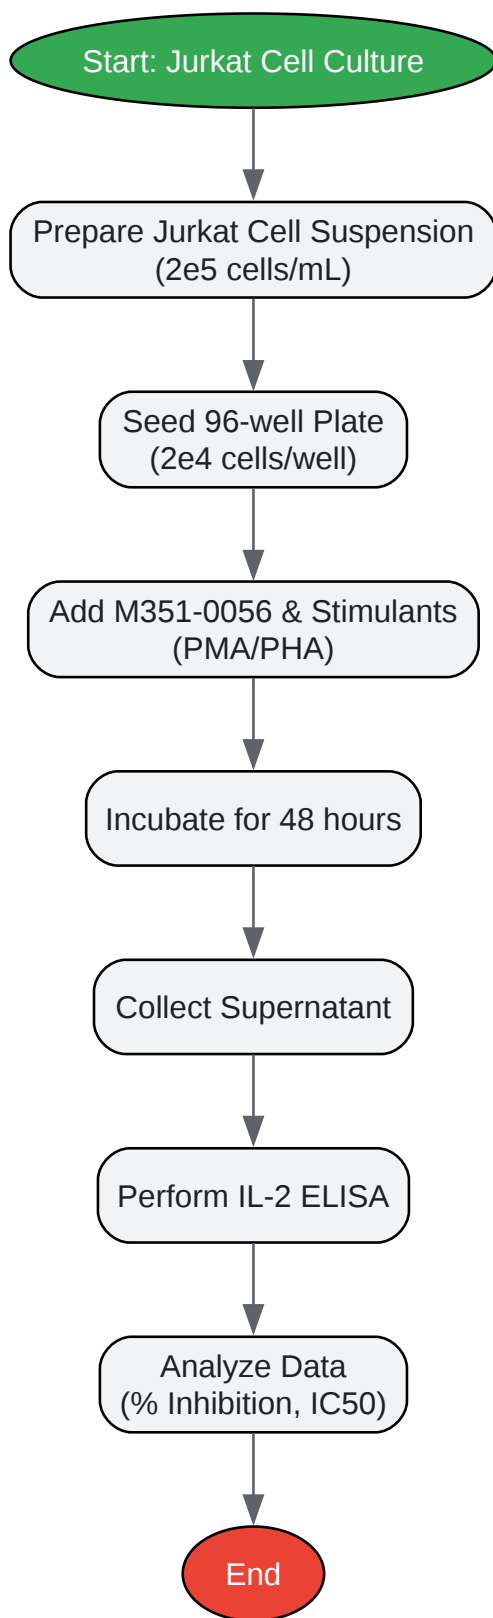 Start: Jurkat Cell Culture
Prepare Jurkat Cell Suspension
(2e5 cells/mL)
Seed 96-well Plate
(2e4 cells/well)
Add M351-0056 & Stimulants
(PMA/PHA)
Incubate for 48 hours
Collect Supernatant
Perform IL-2 ELISA
Analyze Data
(% Inhibition, IC50)
End